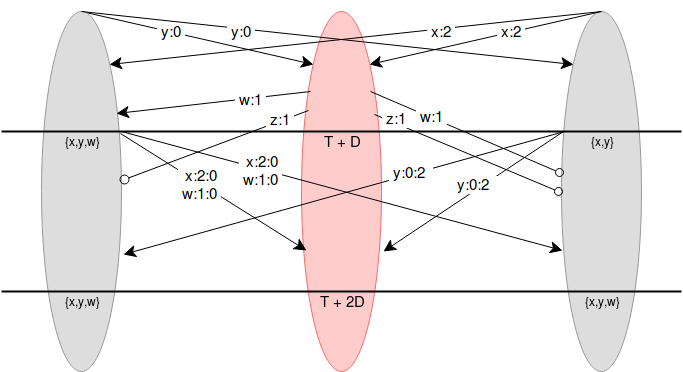 y:0
y:0
x:2
x:2
w:1
z:1
z:1
w:1
{x,y,w}
T + D
{x,y}
x:2:0
w:1:0
x:2:0
w:1:0
y:0:2
y:0:2
{x,y,w}
T + 2D
{x,y,w}